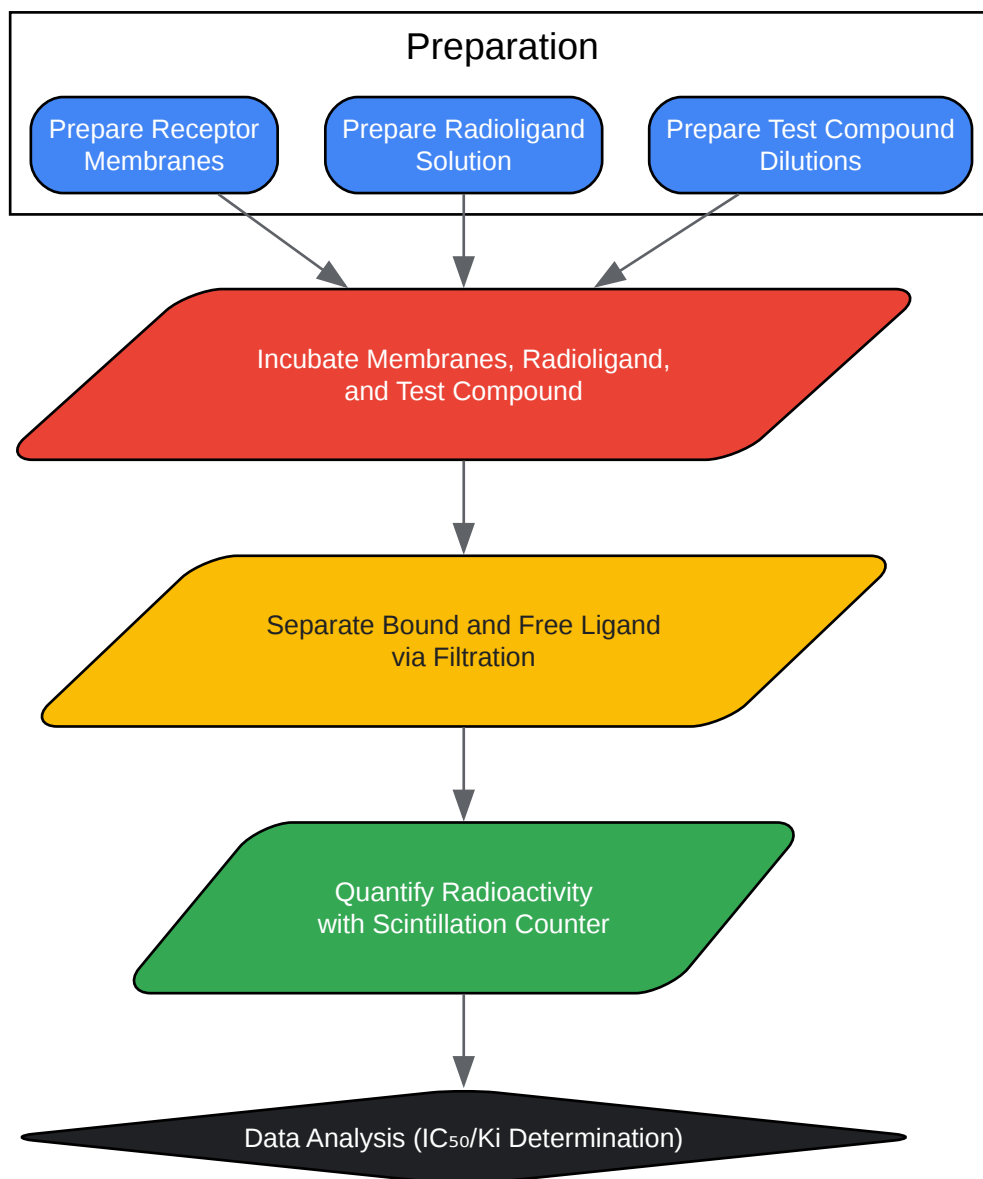 Preparation
Prepare Receptor
Membranes
Prepare Radioligand
Solution
Prepare Test Compound
Dilutions
Incubate Membranes, Radioligand,
and Test Compound
Separate Bound and Free Ligand
via Filtration
Quantify Radioactivity
with Scintillation Counter
Data Analysis (IC₅₀/Ki Determination)